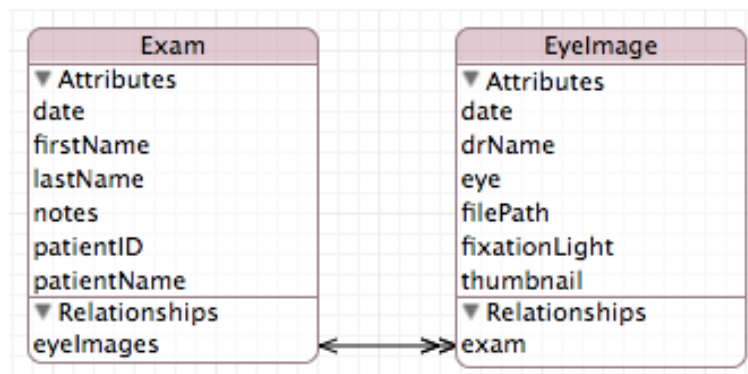 Exam
Attributes
date
firstName
lastName
notes
patientID
patientName
Relationships
eyeImages
EyeImage
Attributes
date
drName
eye
filePath
fixationLight
thumbnail
Relationships
exam